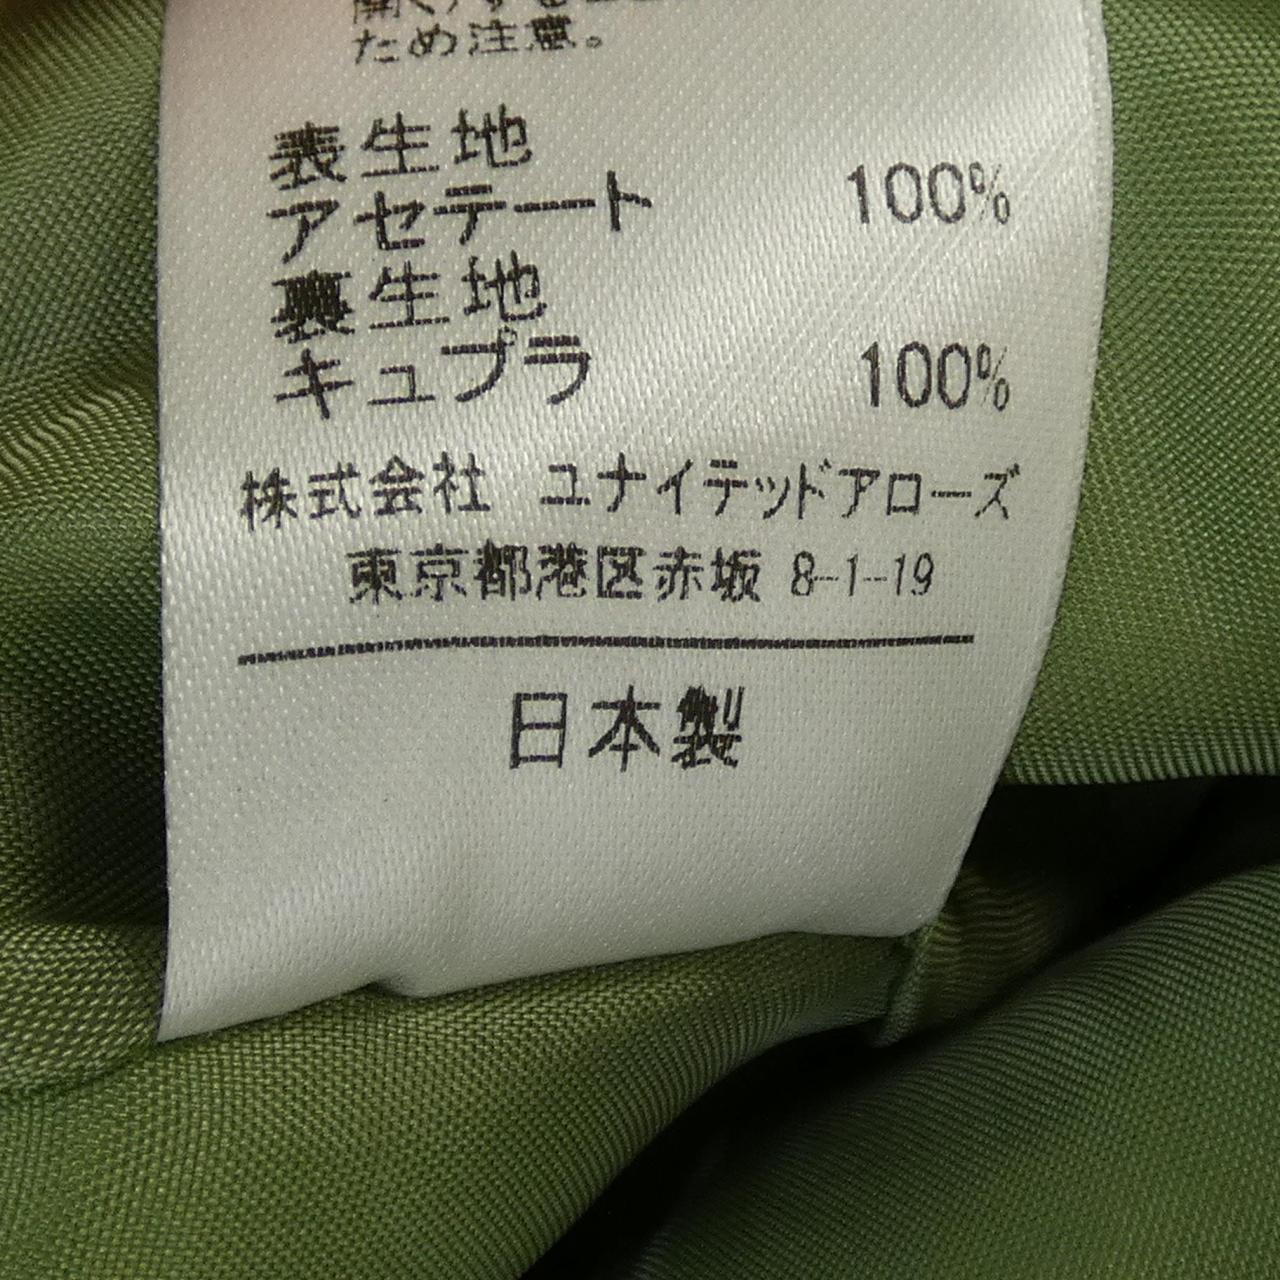 ため注意。
表生地
アセテート 100%
裏生地
キュプラ 100%
株式会社 ユナイテッドアローズ
東京都港区赤坂 8-1-19
日本製